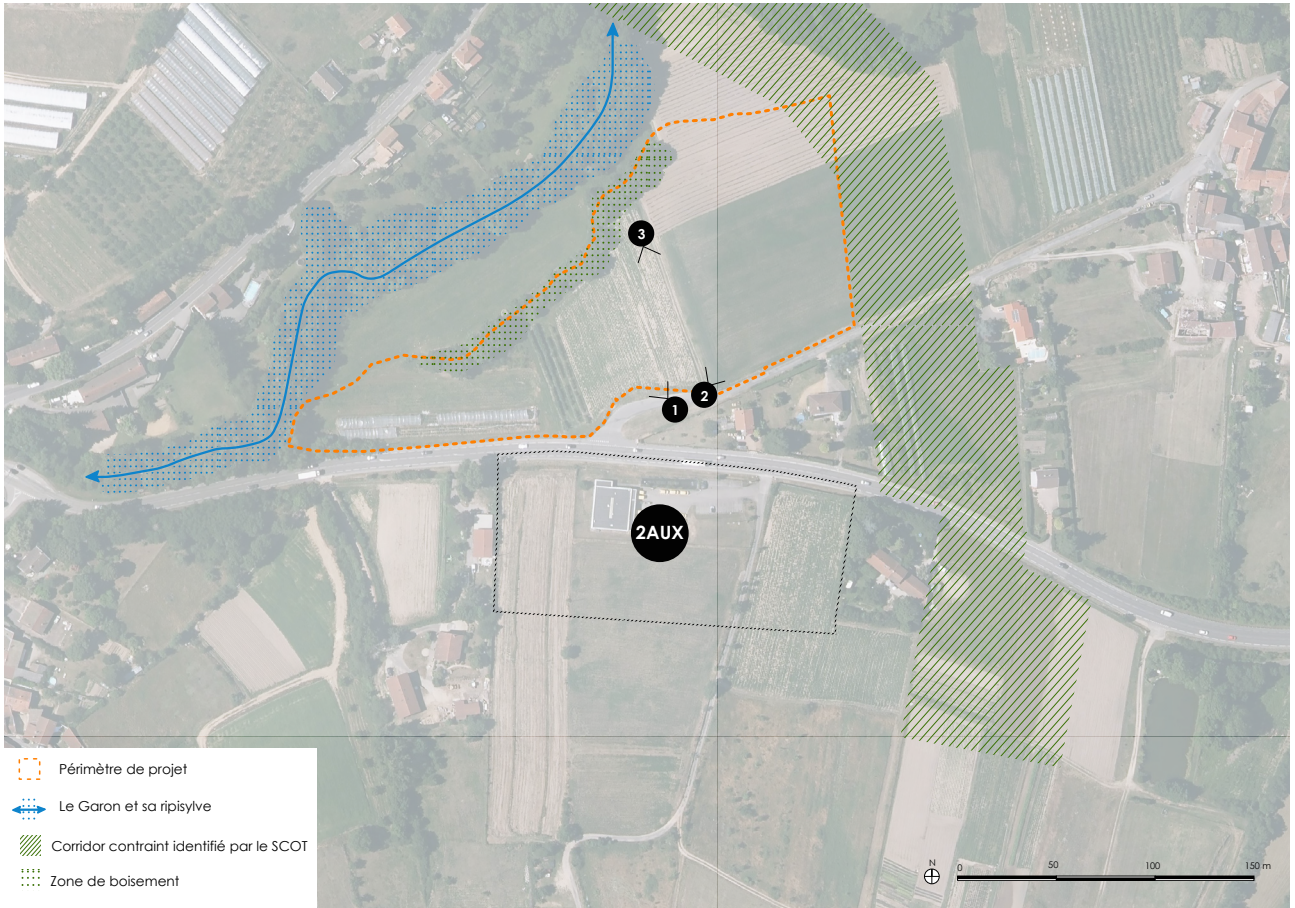 3
1
2
2AUX
Périmètre de projet
Le Garon et sa ripisylve
Corridor contraint identifié par le SCOT
Zone de boisement
N
0 50 100 150 m